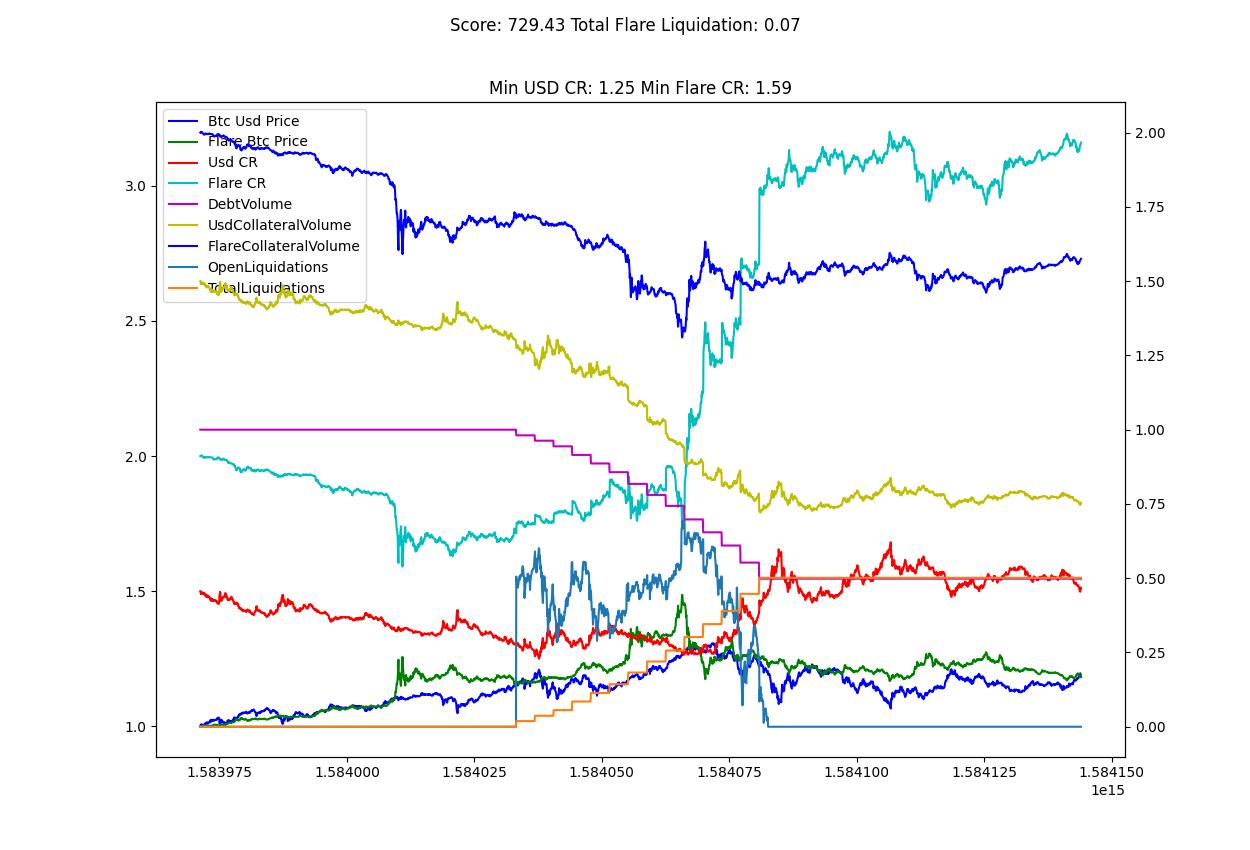 Score: 729.43 Total Flare Liquidation: 0.07
Min USD CR: 1.25 Min Flare CR: 1.59
Btc Usd Price
Flare Btc Price
Usd CR
Flare CR
DebtVolume
UsdCollateralVolume
FlareCollateralVolume
OpenLiquidations
TotalLiquidations
3.0
2.5
2.0
1.5
1.0
2.00
1.75
1.50
1.25
1.00
0.75
0.50
0.25
0.00
1.583975 1.584000 1.584025 1.584050 1.584075 1.584100 1.584125 1.584150
1e15